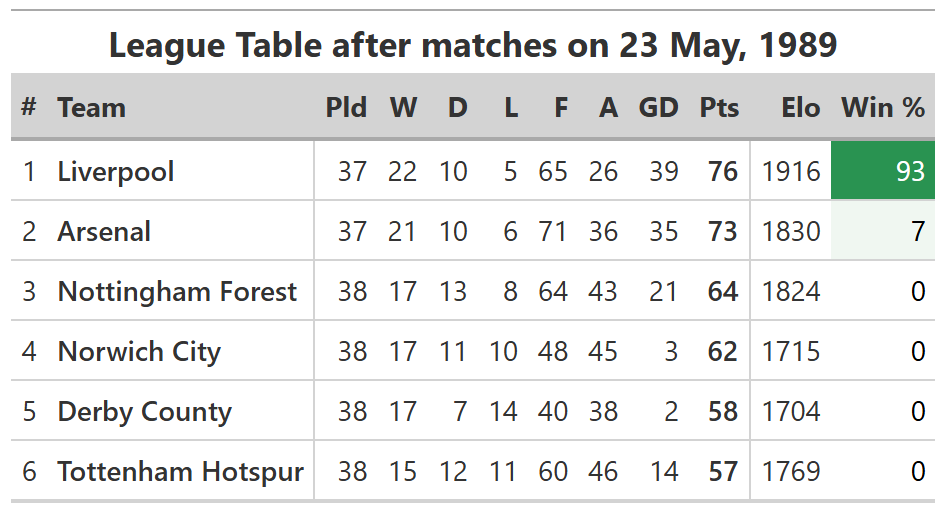 League Table after matches on 23 May, 1989
# Team Pld W D L F A GD Pts Elo Win %
1 Liverpool 37 22 10 5 65 26 39 76 1916 93
2 Arsenal 37 21 10 6 71 36 35 73 1830 7
3 Nottingham Forest 38 17 13 8 64 43 21 64 1824 0
4 Norwich City 38 17 11 10 48 45 3 62 1715 0
5 Derby County 38 17 7 14 40 38 2 58 1704 0
6 Tottenham Hotspur 38 15 12 11 60 46 14 57 1769 0